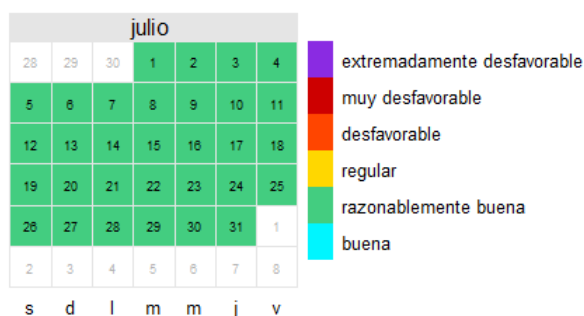 julio
28 29 30 1 2 3 4
5 6 7 8 9 10 11
12 13 14 15 16 17 18
19 20 21 22 23 24 25
26 27 28 29 30 31 1
2 3 4 5 6 7 8
s d l m m j v
extremadamente desfavorable
muy desfavorable
desfavorable
regular
razonablemente buena
buena